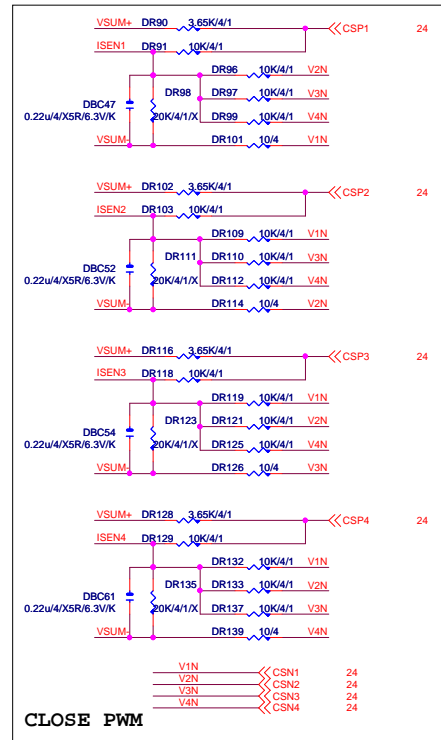 VSUM+ DR90 3.65K/4/1 CSP1 24
ISEN1 DR91 10K/4/1
DR96 10K/4/1 V2N
DR98 DR97 10K/4/1 V3N
DBC47 DR99 10K/4/1 V4N
0.22u/4/X5R/6.3V/K 20K/4/1/X
VSUM- DR101 10/4 V1N
VSUM+ DR102 3.65K/4/1 CSP2 24
ISEN2 DR103 10K/4/1
DR109 10K/4/1 V1N
DR111 DR110 10K/4/1 V3N
DBC52 DR112 10K/4/1 V4N
0.22u/4/X5R/6.3V/K 20K/4/1/X
VSUM- DR114 10/4 V2N
VSUM+ DR116 3.65K/4/1 CSP3 24
ISEN3 DR118 10K/4/1
DR119 10K/4/1 V1N
DR123 DR121 10K/4/1 V2N
DBC54 DR125 10K/4/1 V4N
0.22u/4/X5R/6.3V/K 20K/4/1/X
VSUM- DR126 10/4 V3N
VSUM+ DR128 3.65K/4/1 CSP4 24
ISEN4 DR129 10K/4/1
DR132 10K/4/1 V1N
DR135 DR133 10K/4/1 V2N
DBC61 DR137 10K/4/1 V3N
0.22u/4/X5R/6.3V/K 20K/4/1/X
VSUM- DR139 10/4 V4N
V1N CSN1 24
V2N CSN2 24
V3N CSN3 24
V4N CSN4 24
CLOSE PWM